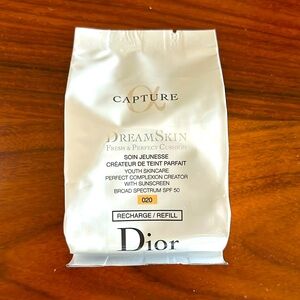 CAPTURE
DREAMSKIN
FRESH & PERFECT CUSHION
SOIN JEUNESSE
CRÉATEUR DE TEINT PARFAIT
YOUTH SKINCARE
PERFECT COMPLEXION CREATOR
WITH SUNSCREEN
BROAD SPECTRUM SPF 50
020
RECHARGE / REFILL
Dior